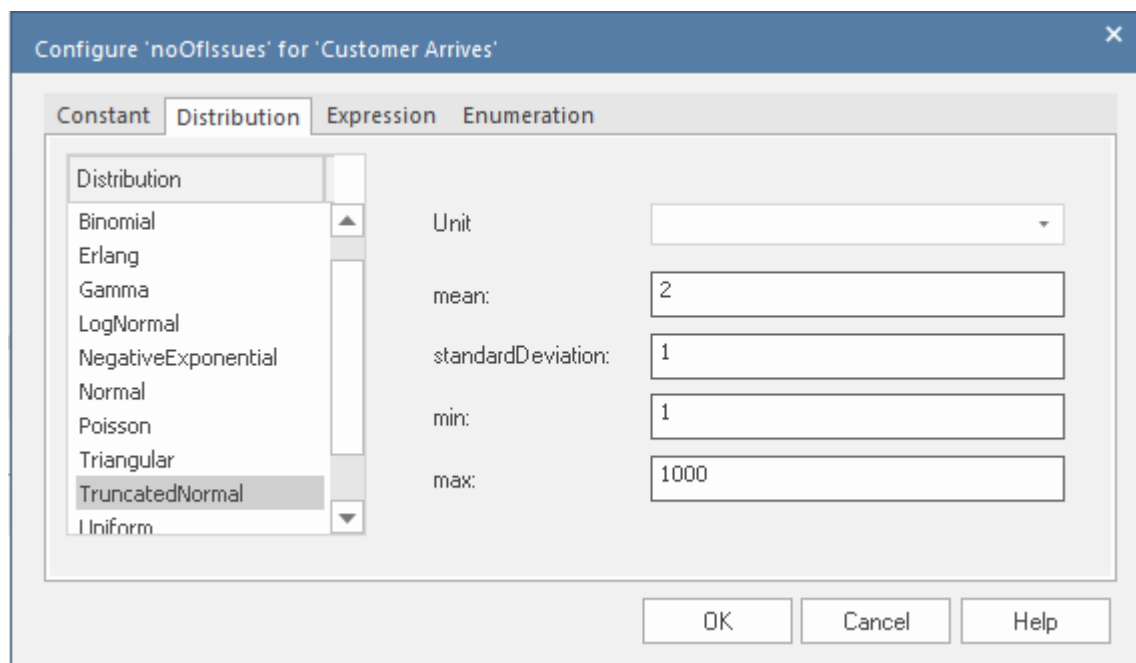 Configure 'noOfIssues' for 'Customer Arrives'
Constant Distribution Expression Enumeration
Distribution
Binomial
Erlang
Gamma
LogNormal
NegativeExponential
Normal
Poisson
Triangular
TruncatedNormal
Uniform
Unit
mean: 2
standardDeviation: 1
min: 1
max: 1000
OK Cancel Help